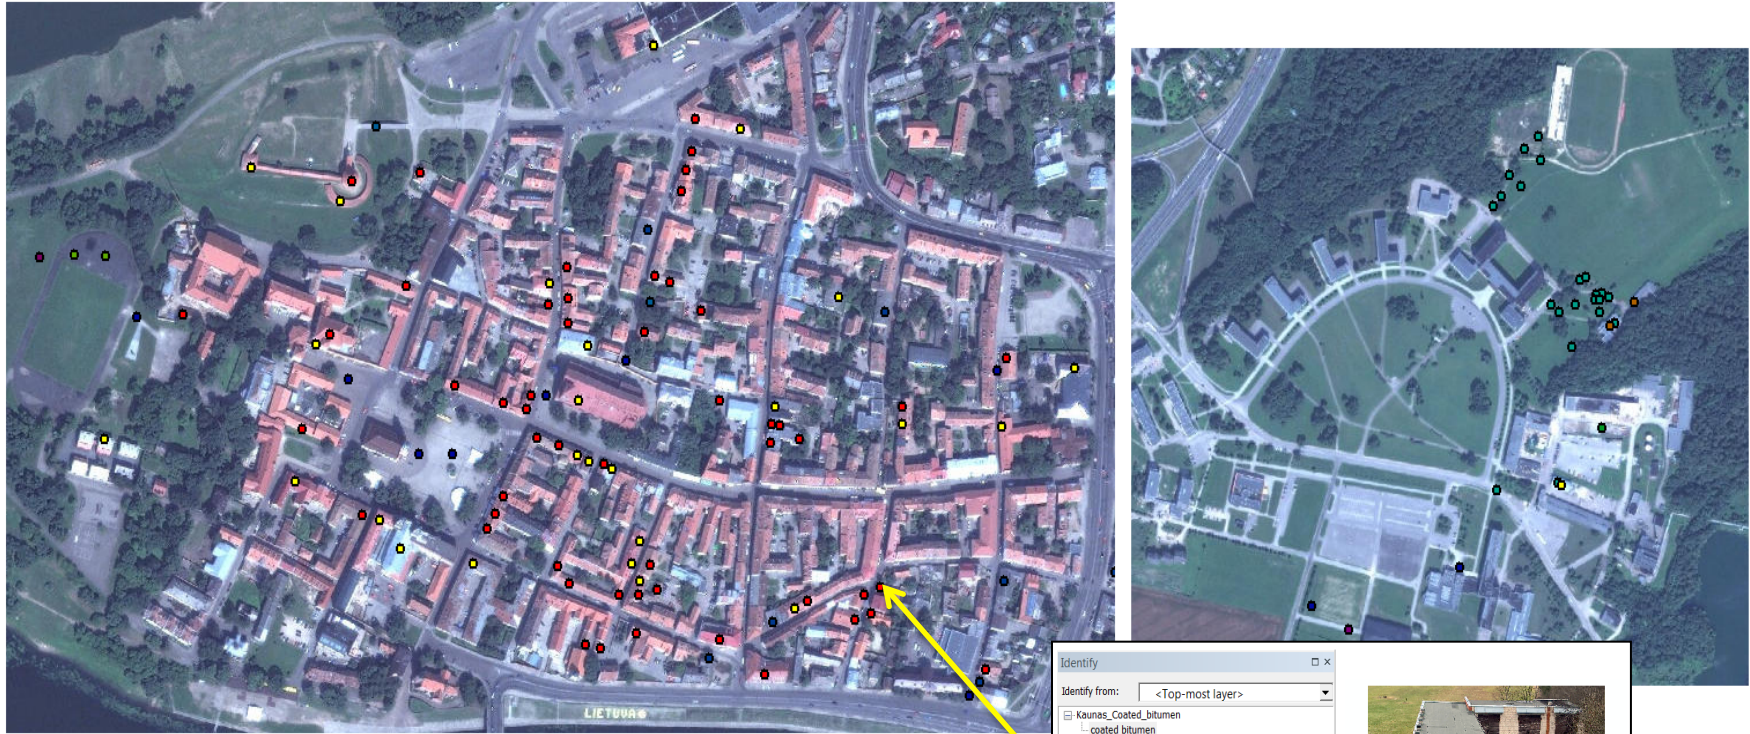 LIETUVA
Identify
Identify from: <Top-most layer>
Kaunas_Coated_bitumen
coated bitumen